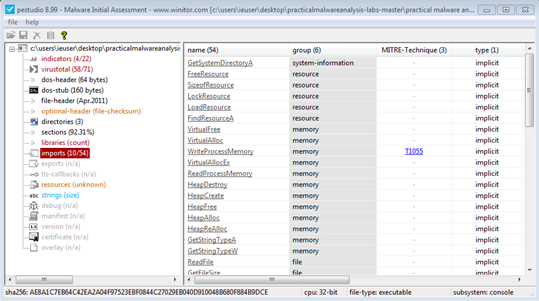 pestudio 8.99 - Malware Initial Assessment - www.winitor.com [c:\users\ieuser\desktop\practicalmalwareanalysis-labs-master\practical malware an...
file help
c:\users\ieuser\desktop\practicalmalwareanalysis
indicators (4/22)
virustotal (58/71)
dos-header (64 bytes)
dos-stub (160 bytes)
file-header (Apr.2011)
optional-header (file-checksum)
directories (3)
sections (92.31%)
libraries (count)
imports (10/54)
exports (n/a)
tls-callbacks (n/a)
resources (unknown)
abc strings (size)
debug (n/a)
manifest (n/a)
version (n/a)
certificate (n/a)
overlay (n/a)
name (54) group (6) MITRE-Technique (3) type (1)
GetSystemDirectoryA system-information - implicit
FreeResource resource - implicit
SizeofResource resource - implicit
LockResource resource - implicit
LoadResource resource - implicit
FindResourceA resource - implicit
VirtualFree memory - implicit
VirtualAlloc memory - implicit
WriteProcessMemory memory T1055 implicit
VirtualAllocEx memory - implicit
ReadProcessMemory memory - implicit
HeapDestroy memory - implicit
HeapCreate memory - implicit
HeapFree memory - implicit
HeapAlloc memory - implicit
HeapReAlloc memory - implicit
GetStringTypeA memory - implicit
GetStringTypeW memory - implicit
ReadFile file - implicit
GetFileSize file - implicit
sha256: AE8A1C7EB64C42EA2A04F97523EBF0844C27029EB040D910048B680F884B9DCE cpu: 32-bit file-type: executable subsystem: console